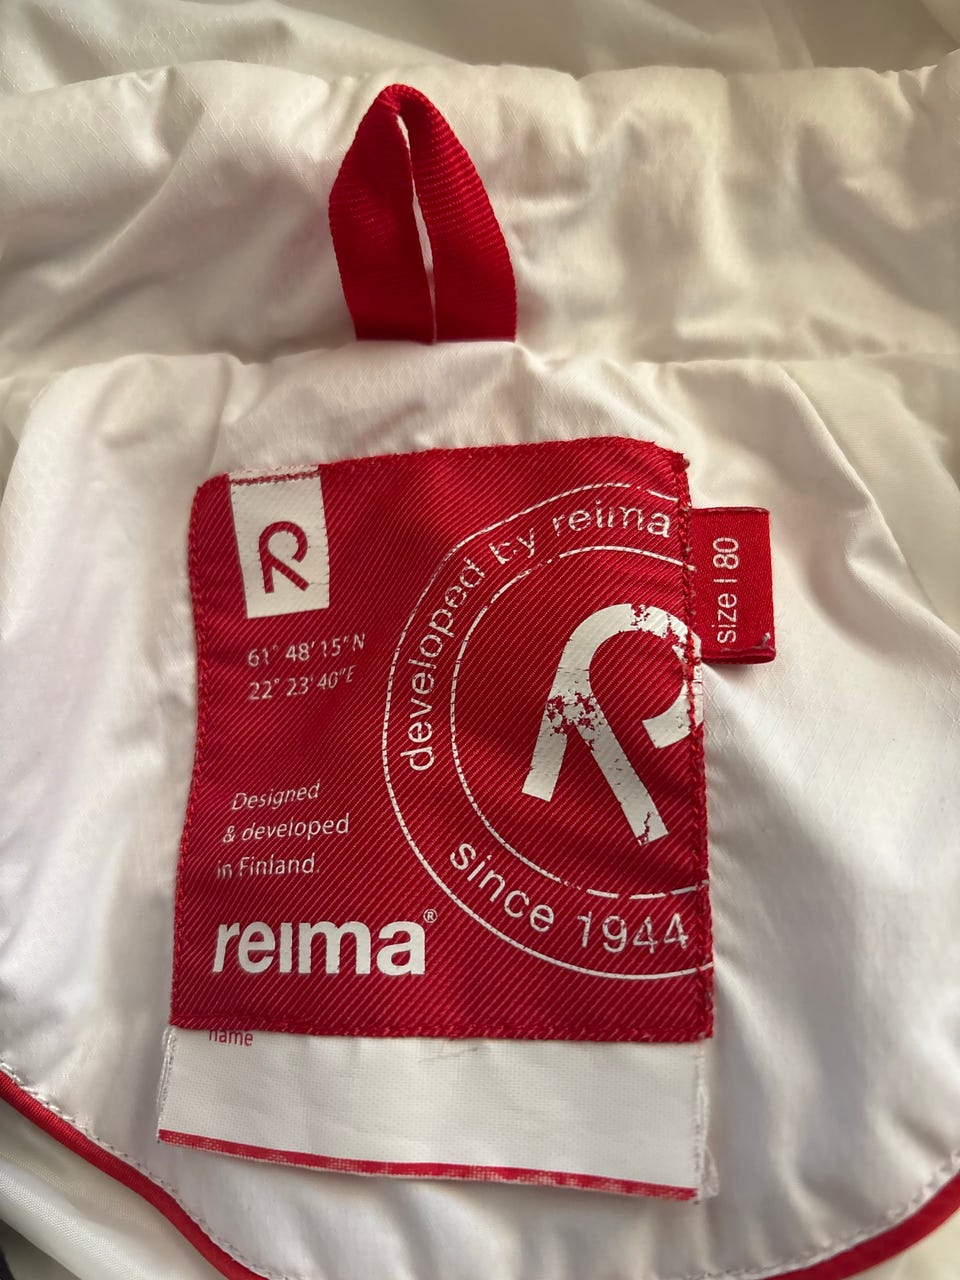 developed by reima
size | 80
61° 48' 15" N
22° 23' 40" E
Designed
& developed
in Finland
since 1944
reima®
name